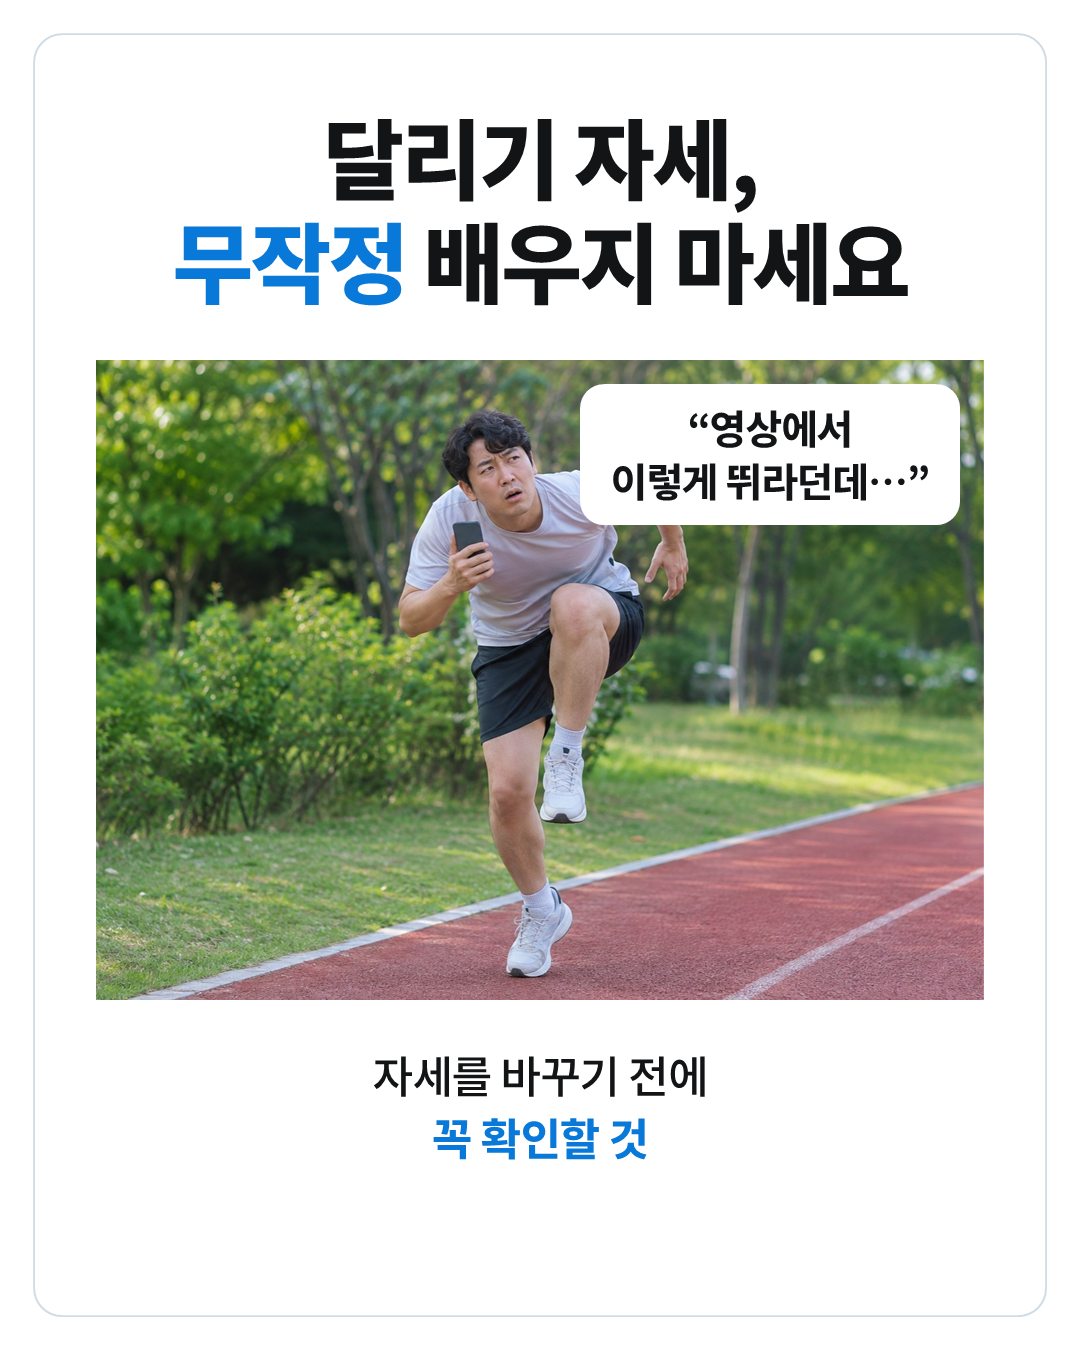 달리기 자세,
무작정 배우지 마세요
“영상에서
이렇게 뛰라던데…”
자세를 바꾸기 전에
꼭 확인할 것